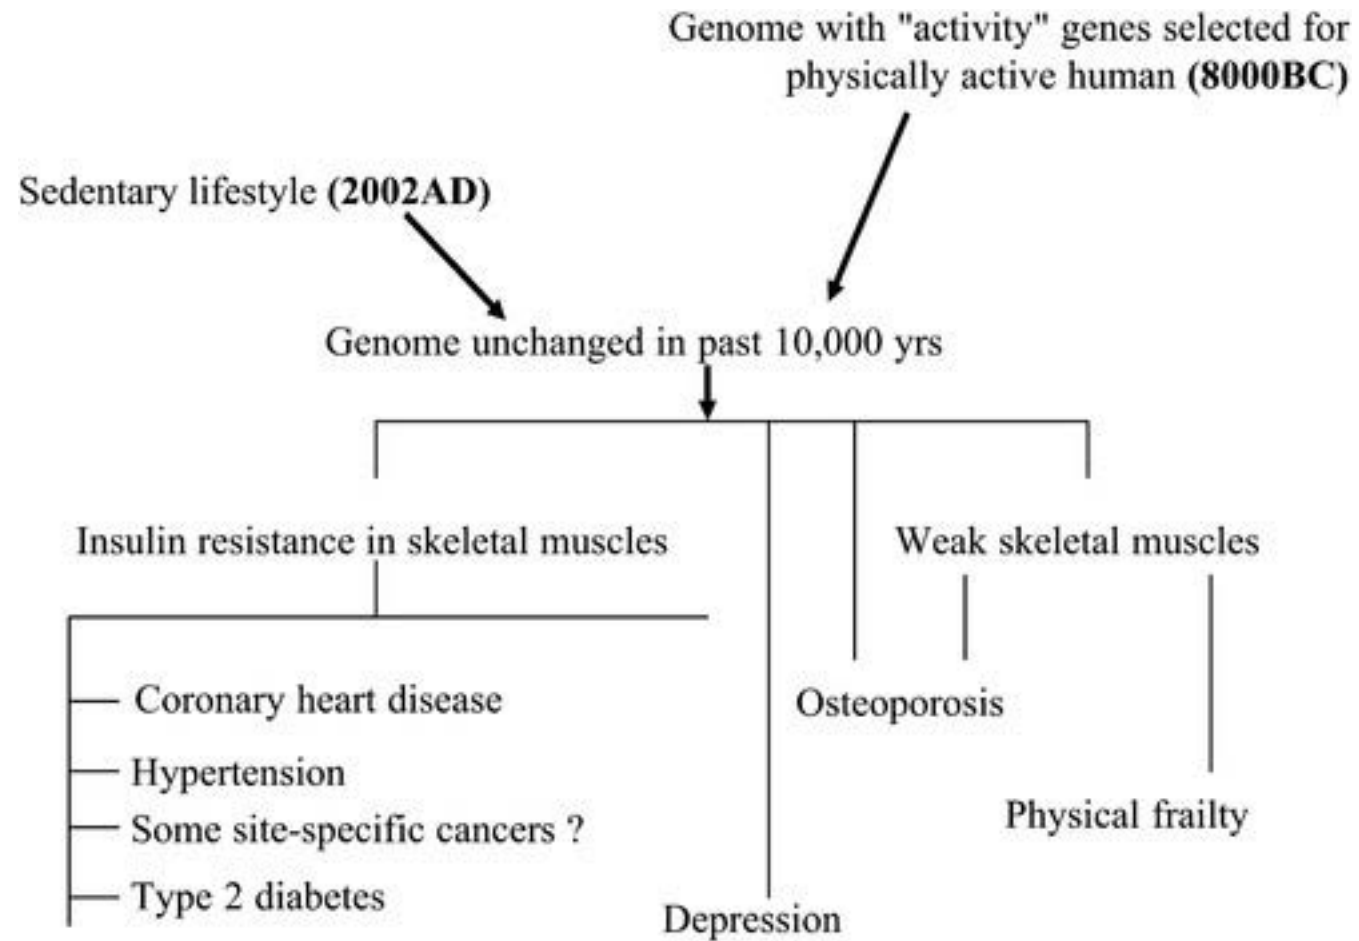 Genome with "activity" genes selected for
physically active human (8000BC)
Sedentary lifestyle (2002AD)
Genome unchanged in past 10,000 yrs
Insulin resistance in skeletal muscles
Weak skeletal muscles
Coronary heart disease
Osteoporosis
Hypertension
Physical frailty
Some site-specific cancers ?
Type 2 diabetes
Depression